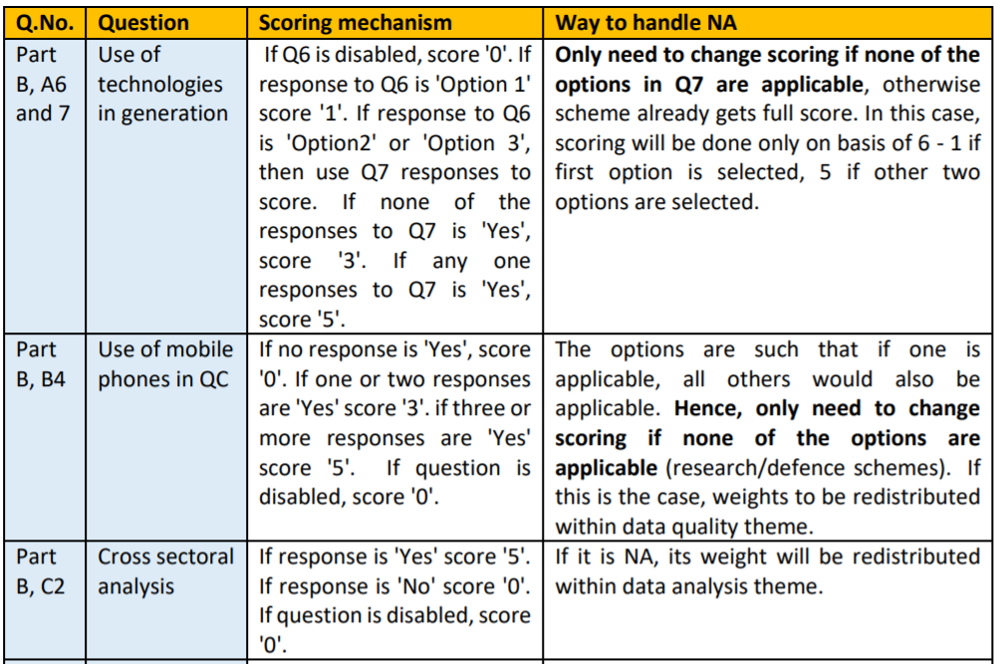 Q.No. Question Scoring mechanism Way to handle NA
Part
B, A6
and 7
Use of
technologies
in generation
If Q6 is disabled, score '0'. If
response to Q6 is 'Option 1'
score '1'. If response to Q6
is 'Option2' or 'Option 3',
then use Q7 responses to
score. If none of the
responses to Q7 is 'Yes',
score '3'. If any one
responses to Q7 is 'Yes',
score '5'.
Only need to change scoring if none of the
options in Q7 are applicable, otherwise
scheme already gets full score. In this case,
scoring will be done only on basis of 6 - 1 if
first option is selected, 5 if other two
options are selected.
Part
B, B4
Use of mobile
phones in QC
If no response is 'Yes', score
'0'. If one or two responses
are 'Yes' score '3'. if three or
more responses are 'Yes'
score '5'. If question is
disabled, score '0'.
The options are such that if one is
applicable, all others would also be
applicable. Hence, only need to change
scoring if none of the options are
applicable (research/defence schemes). If
this is the case, weights to be redistributed
within data quality theme.
Part
B, C2
Cross sectoral
analysis
If response is 'Yes' score '5'.
If response is 'No' score '0'.
If question is disabled, score
'0'.
If it is NA, its weight will be redistributed
within data analysis theme.